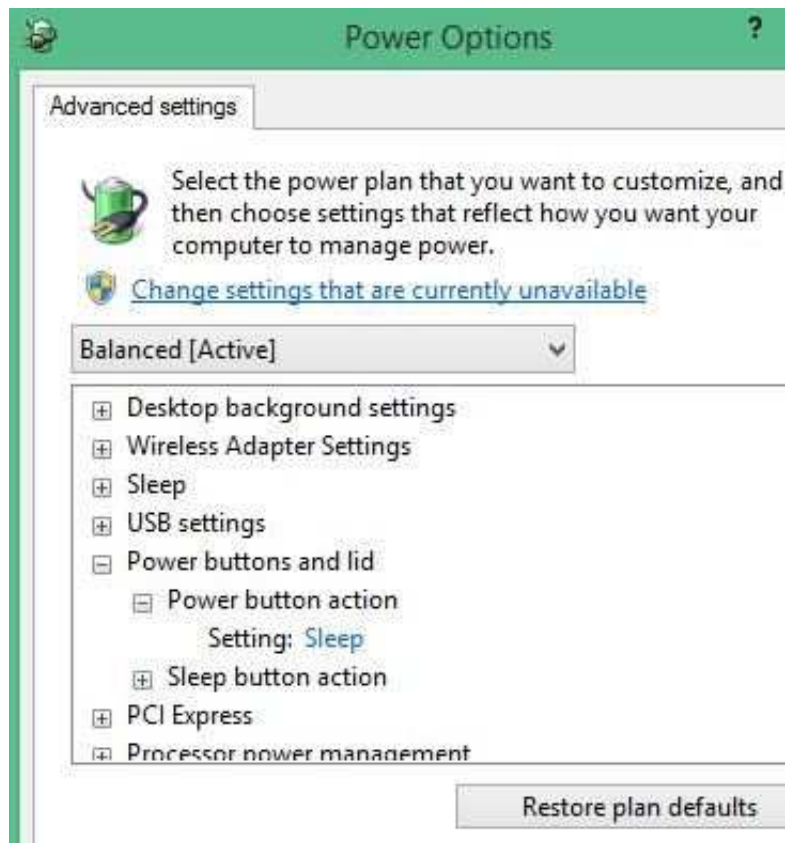 Power Options
?
Advanced settings
Select the power plan that you want to customize, and
then choose settings that reflect how you want your
computer to manage power.
Change settings that are currently unavailable
Balanced [Active]
Desktop background settings
Wireless Adapter Settings
Sleep
USB settings
Power buttons and lid
Power button action
Setting: Sleep
Sleep button action
PCI Express
Processor power management
Restore plan defaults